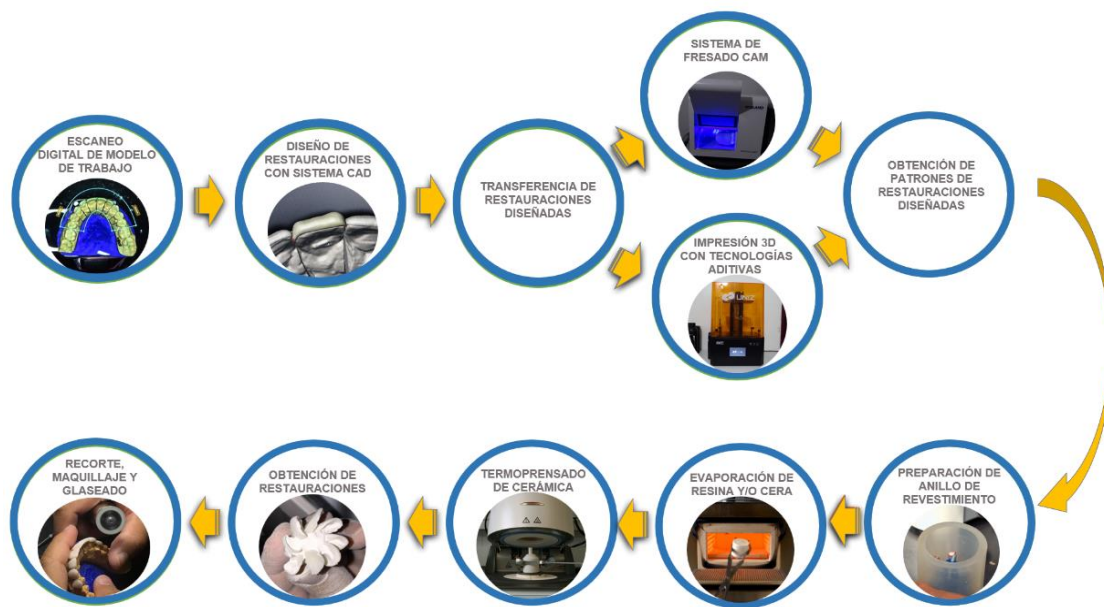 ESCANEO
DIGITAL DE MODELO
DE TRABAJO
DISEÑO DE
RESTAURACIONES
CON SISTEMA CAD
TRANSFERENCIA DE
RESTAURACIONES
DISEÑADAS
SISTEMA DE
FRESADO CAM
IMPRESIÓN 3D
CON TECNOLOGÍAS
ADITIVAS
UNIZ
OBTENCIÓN DE
PATRONES DE
RESTAURACIONES
DISEÑADAS
PREPARACIÓN DE
ANILLO DE
REVESTIMIENTO
EVAPORACIÓN DE
RESINA Y/O CERA
TERMOPRENSADO
DE CERÁMICA
OBTENCIÓN DE
RESTAURACIONES
RECORTE,
MAQUILLAJE Y
GLASEADO